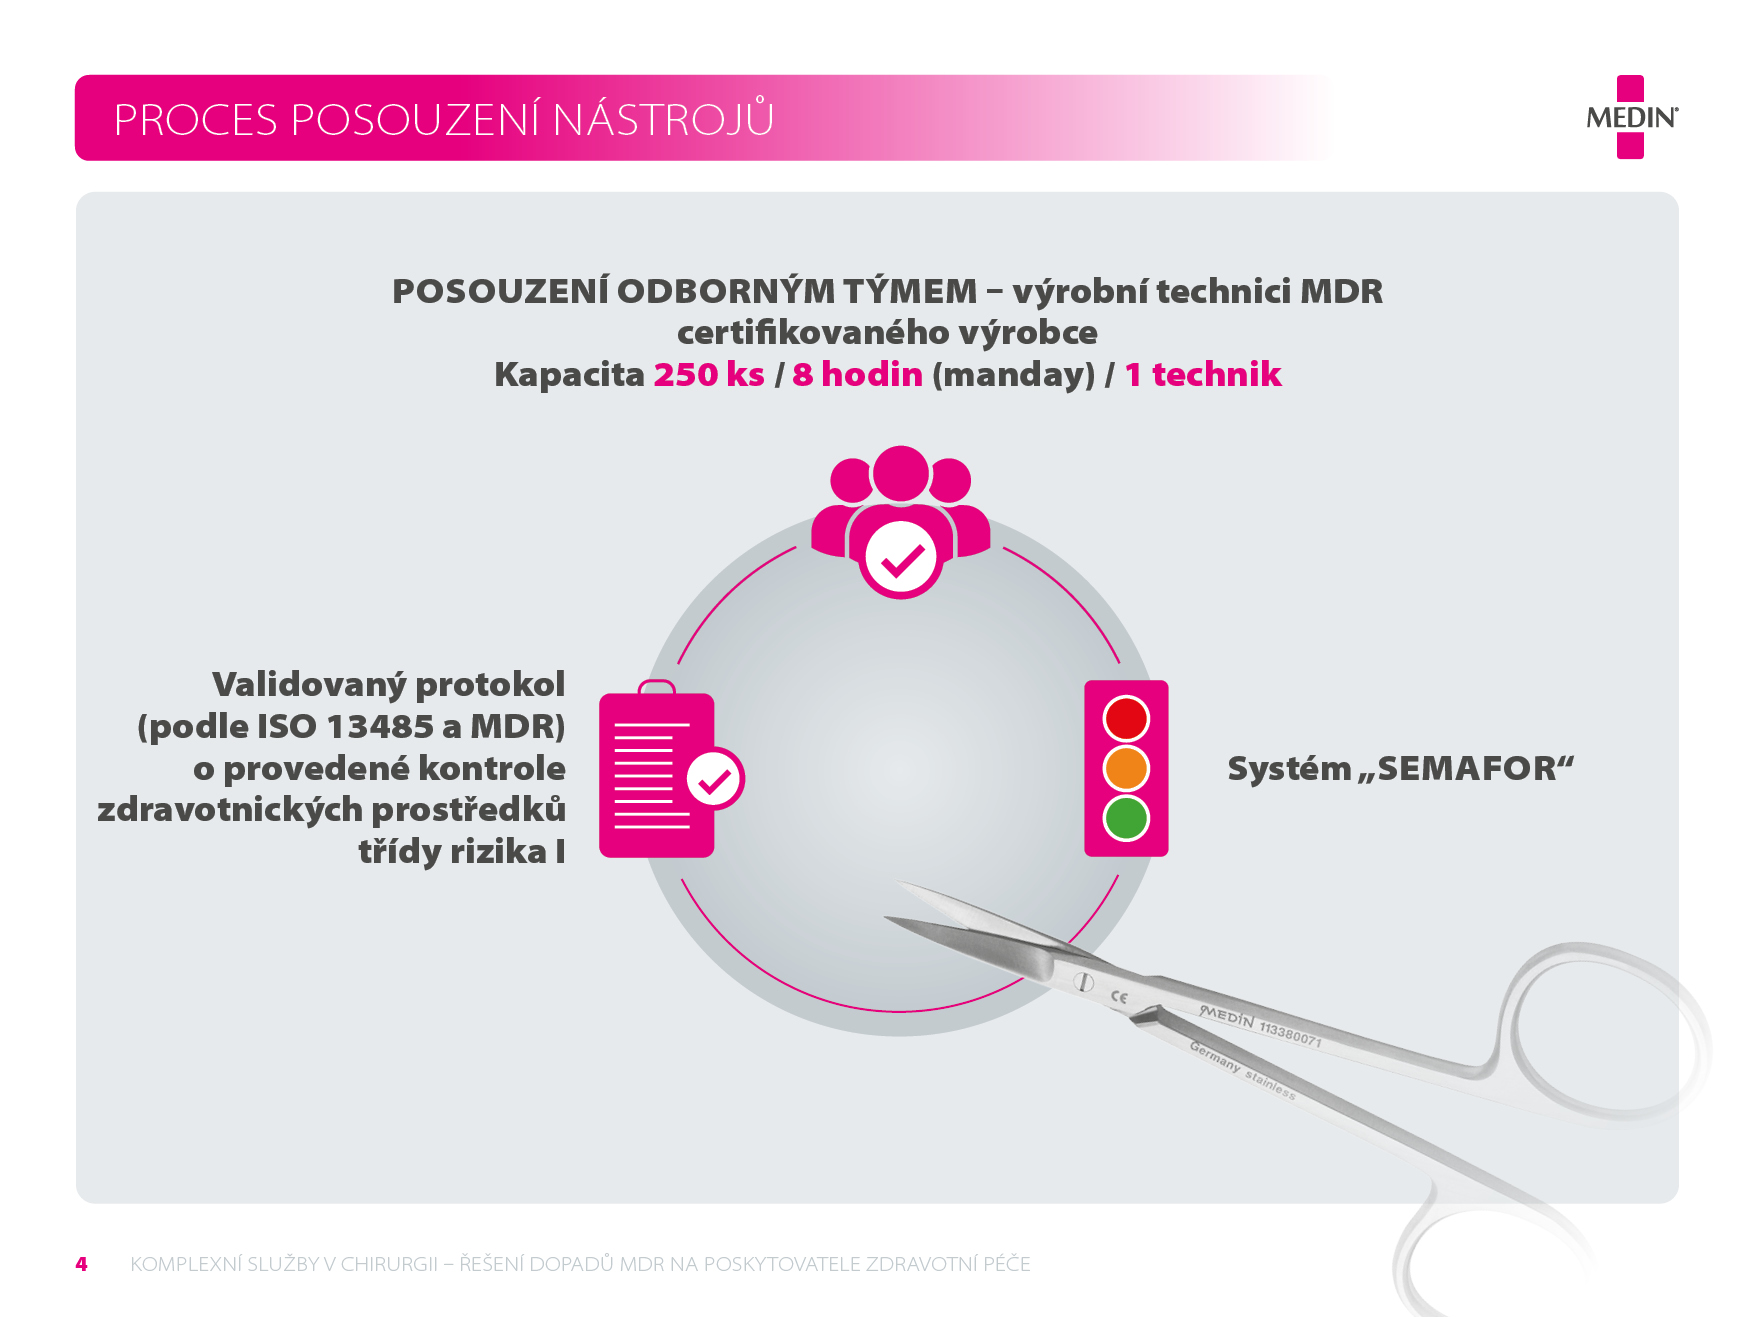 PROCES POSOUZENÍ NÁSTROJŮ
MEDIN®
POSOUZENÍ ODBORNÝM TÝMEM – výrobní technici MDR
certifikovaného výrobce
Kapacita 250 ks / 8 hodin (manday) / 1 technik
Validovaný protokol
(podle ISO 13485 a MDR)
o provedené kontrole
zdravotnických prostředků
třídy rizika I
Systém „SEMAFOR“
CE
MEDIN 113380071
Germany stainless
4 KOMPLEXNÍ SLUŽBY V CHIRURGII – ŘEŠENÍ DOPADŮ MDR NA POSKYTOVATELE ZDRAVOTNÍ PÉČE